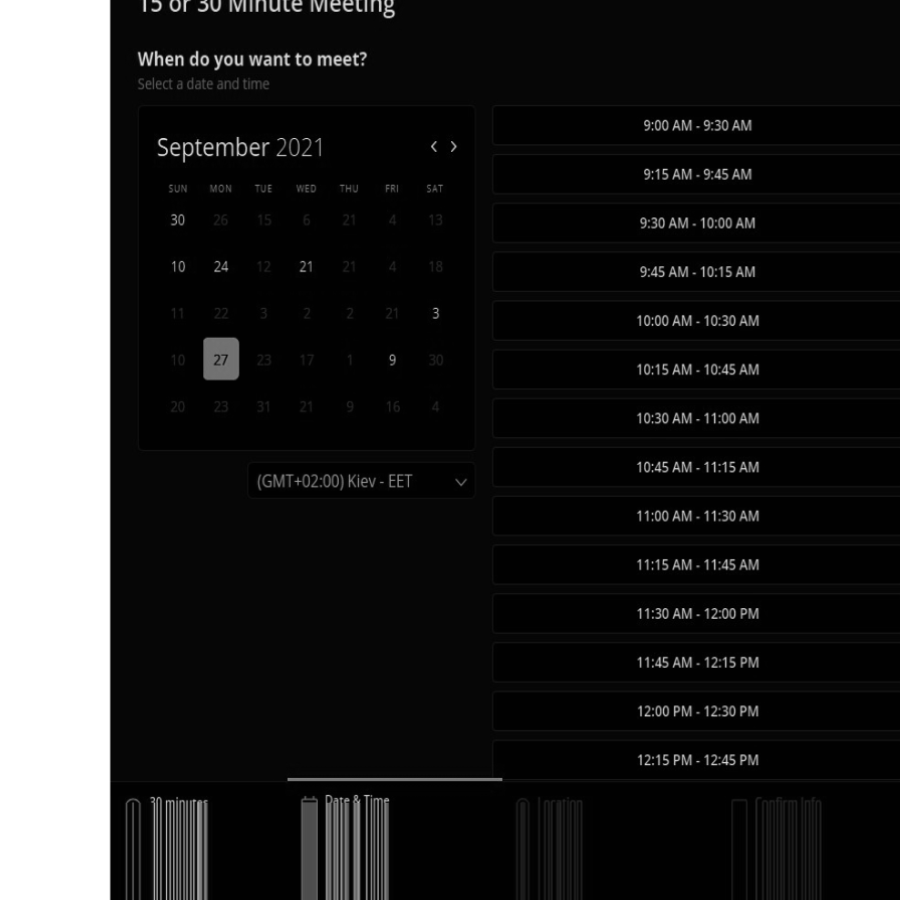 15 or 30 Minute Meeting
When do you want to meet?
Select a date and time
September 2021
SUN MON TUE WED THU FRI SAT
30 26 15 6 21 4 13
10 24 12 21 21 4 18
11 22 3 2 2 21 3
10 27 23 17 1 9 30
20 23 31 21 9 16 4
(GMT+02:00) Kiev - EET
9:00 AM - 9:30 AM
9:15 AM - 9:45 AM
9:30 AM - 10:00 AM
9:45 AM - 10:15 AM
10:00 AM - 10:30 AM
10:15 AM - 10:45 AM
10:30 AM - 11:00 AM
10:45 AM - 11:15 AM
11:00 AM - 11:30 AM
11:15 AM - 11:45 AM
11:30 AM - 12:00 PM
11:45 AM - 12:15 PM
12:00 PM - 12:30 PM
12:15 PM - 12:45 PM
30 minutes
Date & Time
Location
Confirm Info